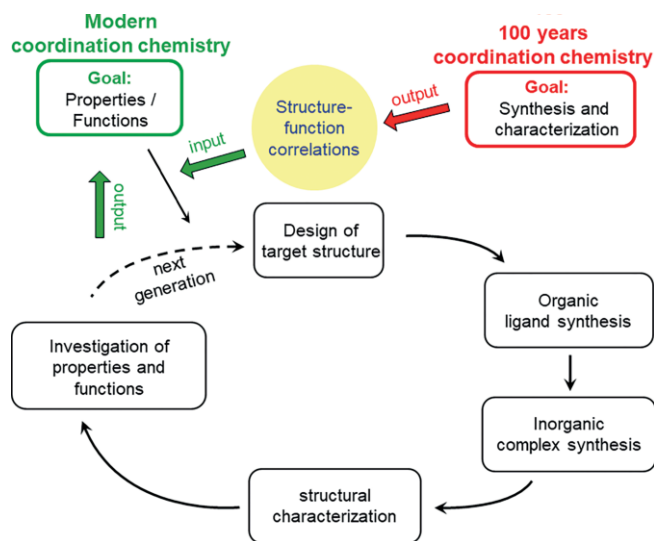 Modern
coordination chemistry
Goal:
Properties /
Functions
100 years
coordination chemistry
Goal:
Synthesis and
characterization
output
Structure-
function
correlations
input
output
next
generation
Design of
target structure
Organic
ligand synthesis
Inorganic
complex synthesis
structural
characterization
Investigation of
properties and
functions